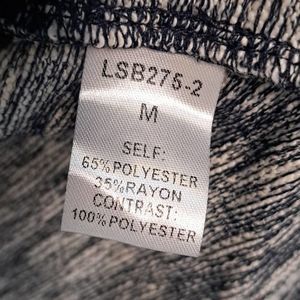 LSB275-2
M
SELF:
65%POLYESTER
35%RAYON
CONTRAST:
100%POLYESTER